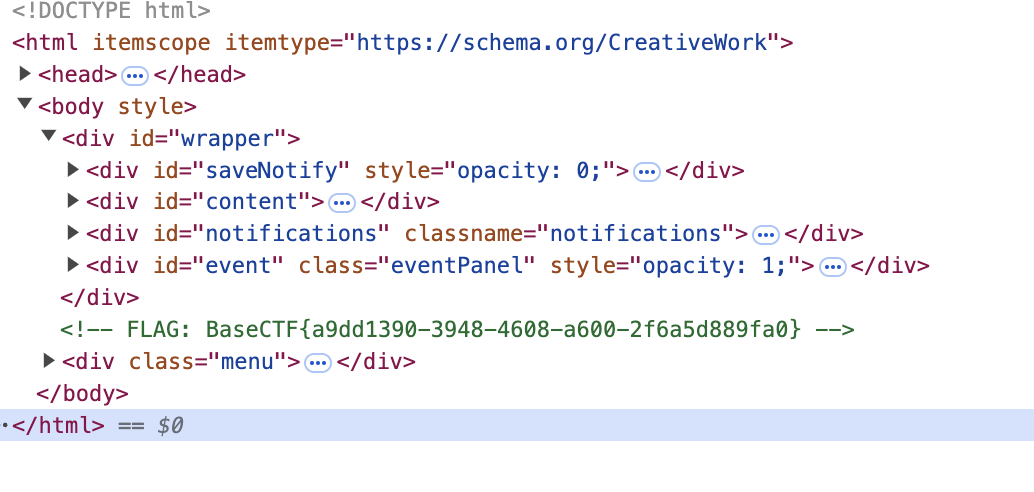 <!DOCTYPE html>
<html itemscope itemtype="https://schema.org/CreativeWork">
<head>…</head>
<body style>
<div id="wrapper">
<div id="saveNotify" style="opacity: 0;">…</div>
<div id="content">…</div>
<div id="notifications" classname="notifications">…</div>
<div id="event" class="eventPanel" style="opacity: 1;">…</div>
</div>
<!-- FLAG: BaseCTF{a9dd1390-3948-4608-a600-2f6a5d889fa0} -->
<div class="menu">…</div>
</body>
</html> == $0